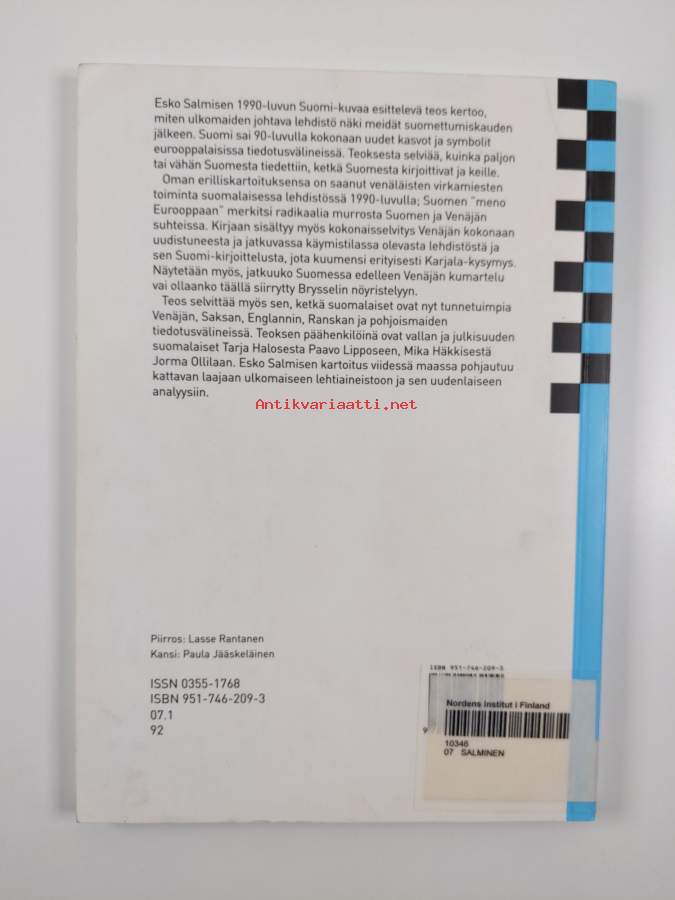 Esko Salmisen 1990-luvun Suomi-kuvaa esittelevä teos kertoo,
miten ulkomaiden johtava lehdistö näki meidät suomettumiskauden
jälkeen. Suomi sai 90-luvulla kokonaan uudet kasvot ja symbolit
eurooppalaisissa tiedotusvälineissä. Teoksesta selviää, kuinka paljon
tai vähän Suomesta tiedettiin, ketkä Suomesta kirjoittivat ja keille.
Oman erilliskartoituksensa on saanut venäläisten virkamiesten
toiminta suomalaisessa lehdistössä 1990-luvulla; Suomen "meno
Eurooppaan" merkitsi radikaalia murrosta Suomen ja Venäjän
suhteissa. Kirjaan sisältyy myös kokonaisselvitys Venäjän kokonaan
uudistuneesta ja jatkuvassa käymistilassa olevasta lehdistöstä ja
sen Suomi-kirjoittelusta, jota kuumensi erityisesti Karjala-kysymys.
Näytetään myös, jatkuuko Suomessa edelleen Venäjän kumartelu
vai ollaanko täällä siirrytty Brysselin nöyristelyyn.
Teos selvittää myös sen, ketkä suomalaiset ovat nyt tunnetuimpia
Venäjän, Saksan, Englannin, Ranskan ja pohjoismaiden
tiedotusvälineissä. Teoksen päähenkilöinä ovat vallan ja julkisuuden
suomalaiset Tarja Halosesta Paavo Lipposeen, Mika Häkkisestä
Jorma Ollilaan. Esko Salmisen kartoitus viidessä maassa pohjautuu
kattavan laajaan ulkomaiseen lehtiaineistoon ja sen uudenlaiseen
analyysiin.
Antikvariaatti.net
Piirros: Lasse Rantanen
Kansi: Paula Jääskeläinen
ISSN 0355-1768
ISBN 951-746-209-3
07.1
92
ISBN 951-746-209-3
Nordens Institut i Finland
9
10346
07 SALMINEN